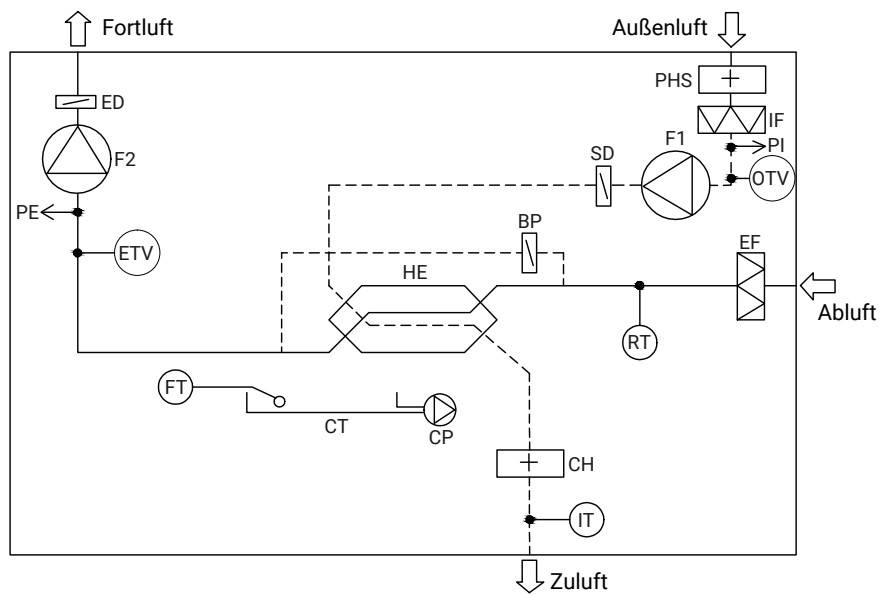 Fortluft
Außenluft
PHS
ED
IF
F1
PI
F2
SD
OTV
PE
BP
ETV
EF
HE
Abluft
RT
FT
CT
CP
CH
IT
Zuluft